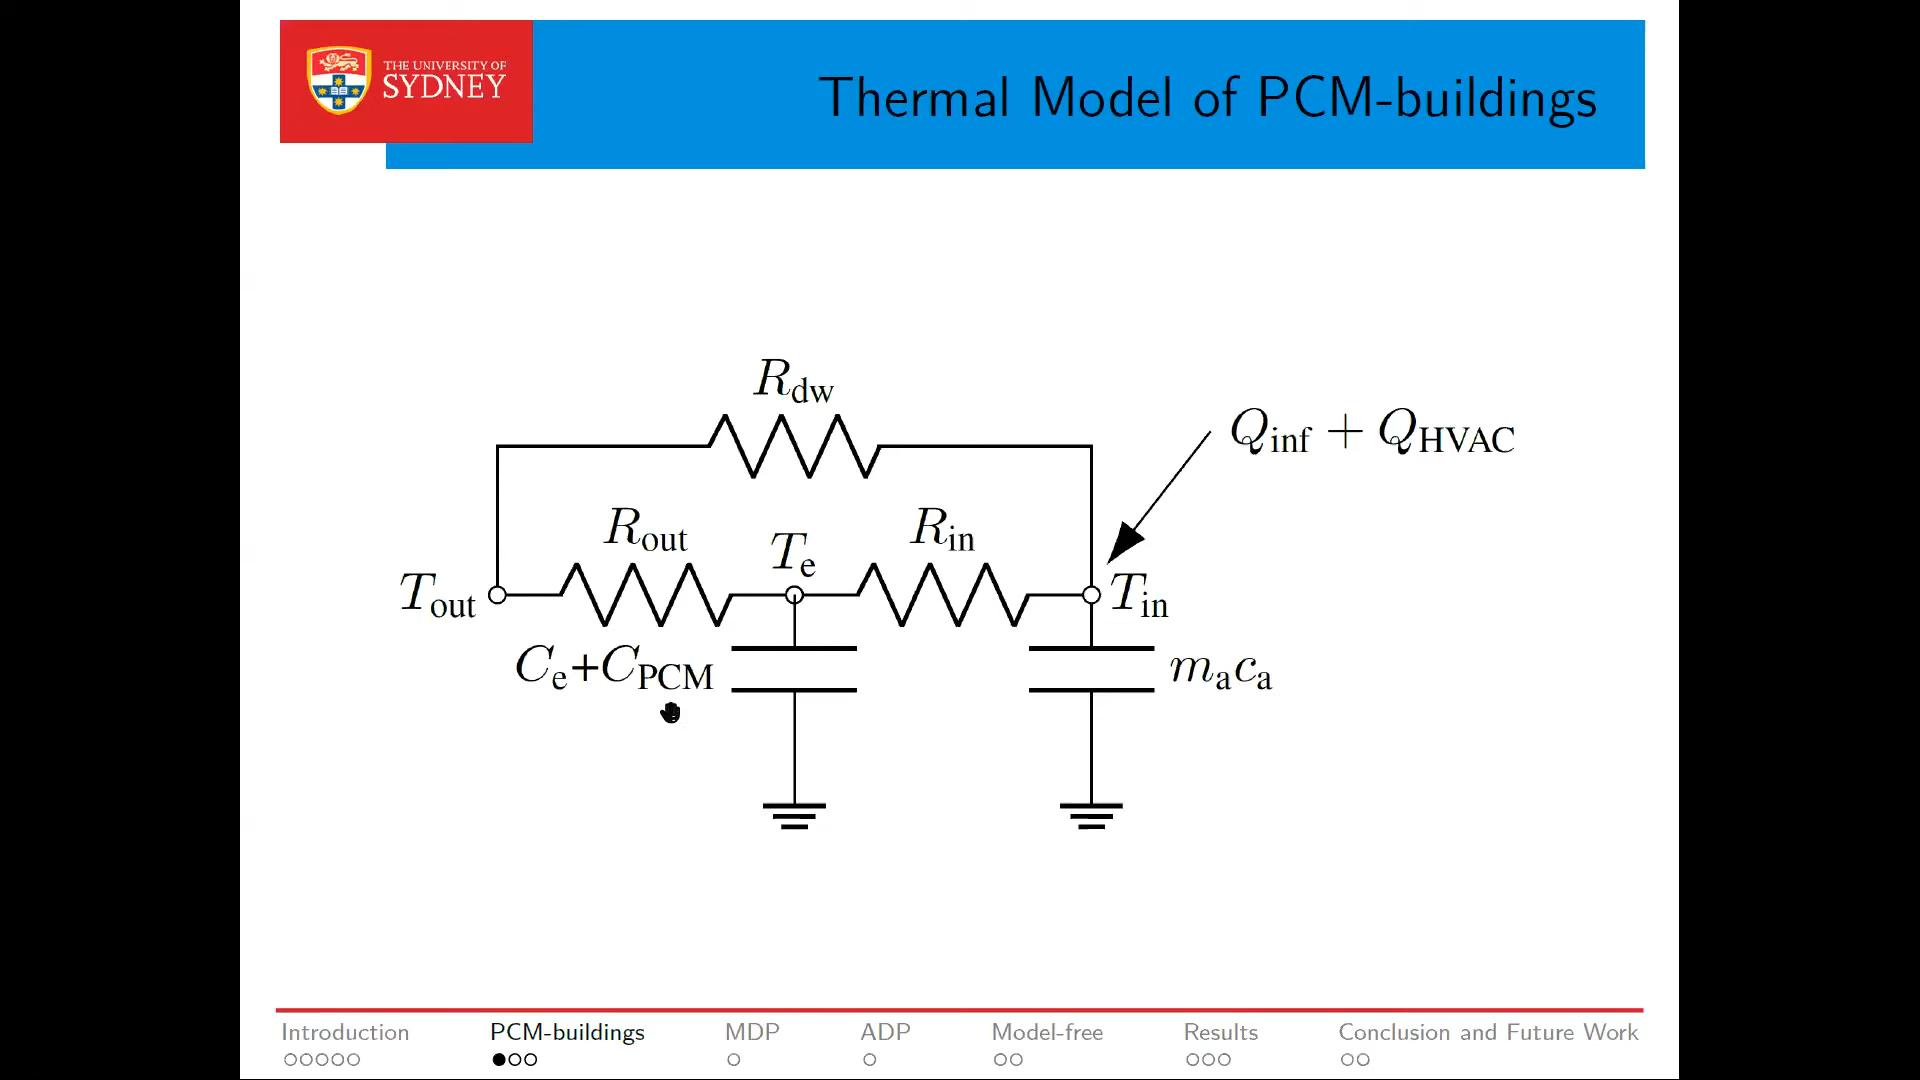 THE UNIVERSITY OF
SYDNEY
Thermal Model of PCM-buildings
R_dw
Q_inf + Q_HVAC
R_out
T_e
R_in
T_out
T_in
C_e+C_PCM
m_a c_a
Introduction PCM-buildings MDP ADP Model-free Results Conclusion and Future Work